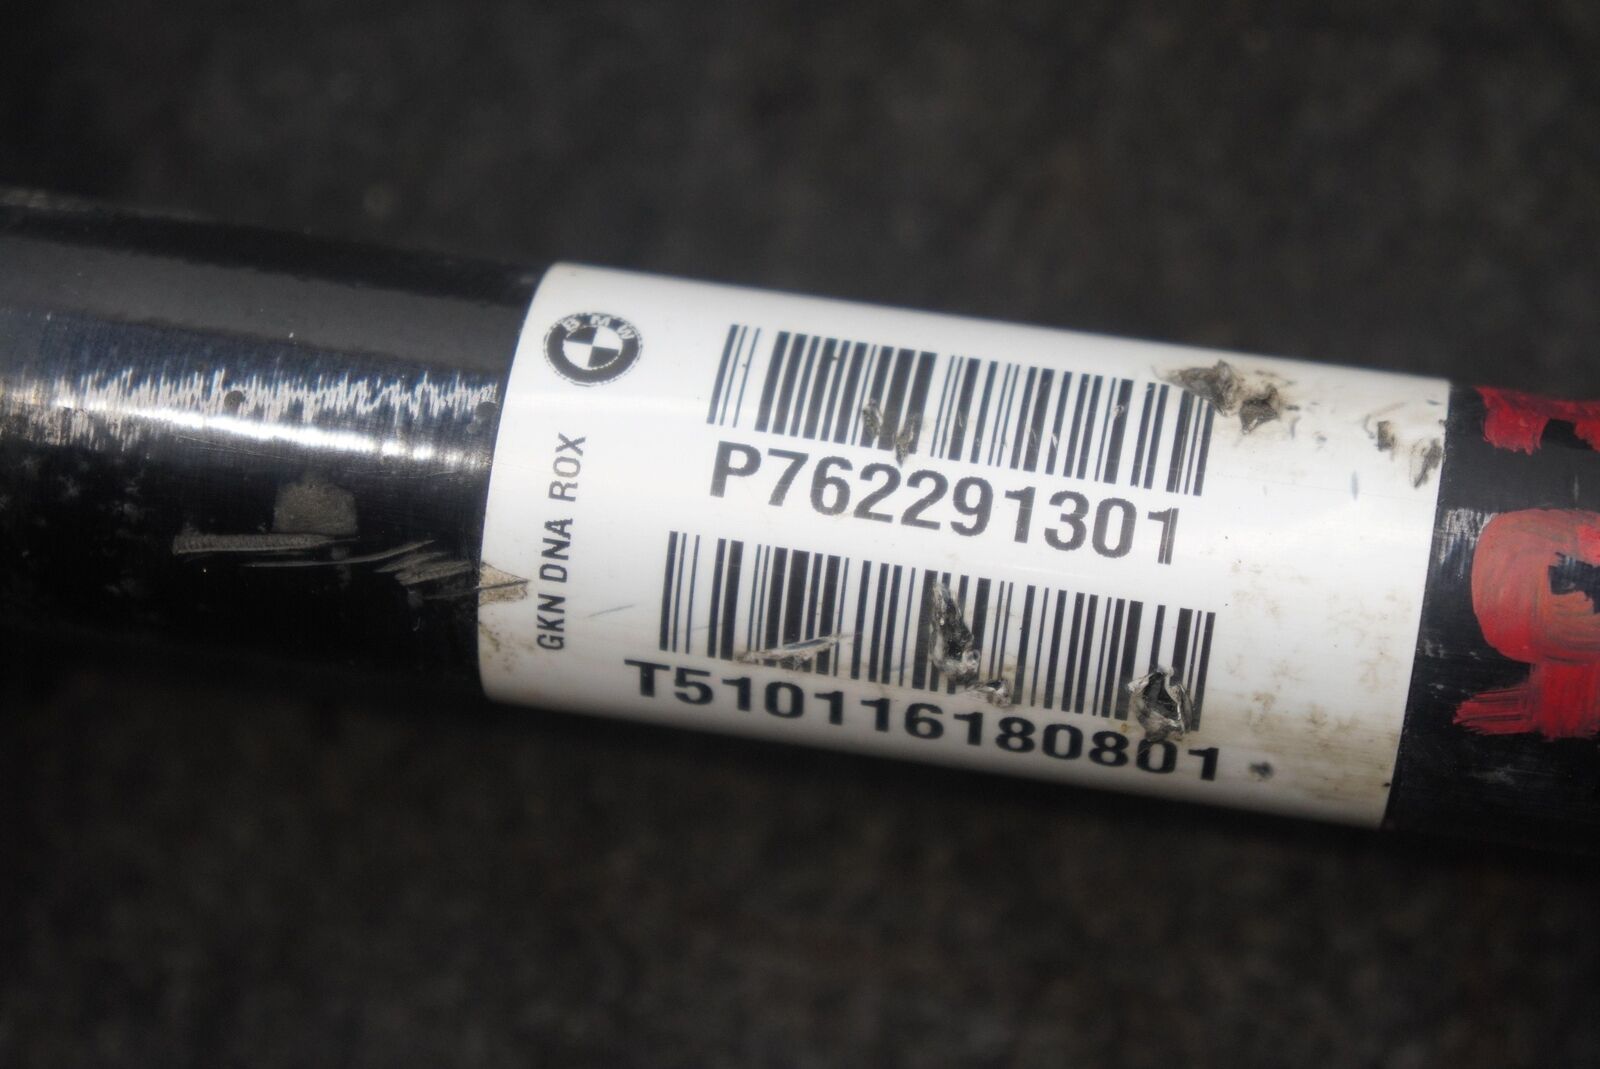 BMW
GKN DNA ROX
P762291301
T510116180801